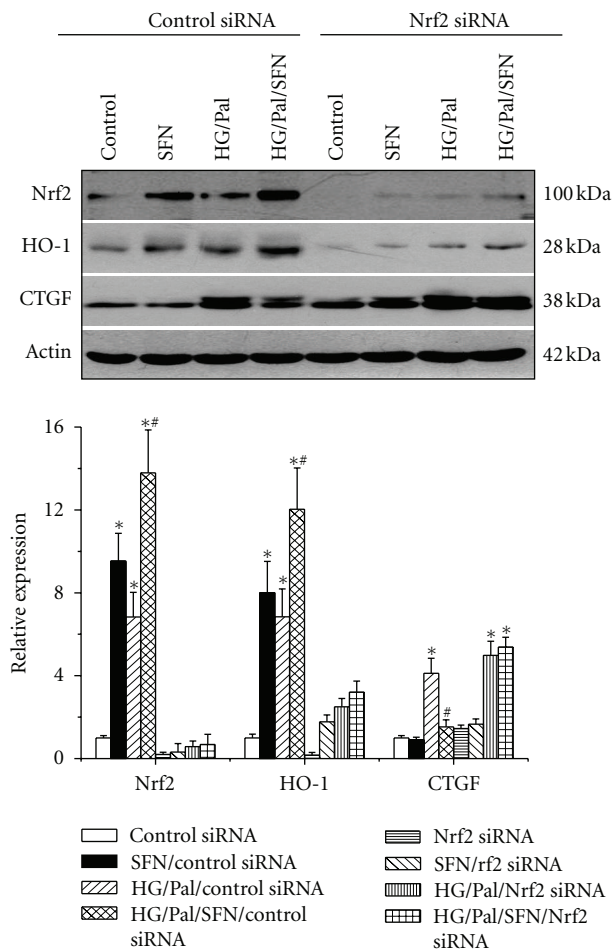 Control siRNA Nrf2 siRNA
Control SFN HG/Pal HG/Pal/SFN Control SFN HG/Pal HG/Pal/SFN
Nrf2 100 kDa
HO-1 28 kDa
CTGF 38 kDa
Actin 42 kDa
Relative expression
16
12
8
4
0
*
*
*#
*
*
*#
*
#
*
*
Nrf2 HO-1 CTGF
Control siRNA
SFN/control siRNA
HG/Pal/control siRNA
HG/Pal/SFN/control
siRNA
Nrf2 siRNA
SFN/rf2 siRNA
HG/Pal/Nrf2 siRNA
HG/Pal/SFN/Nrf2
siRNA